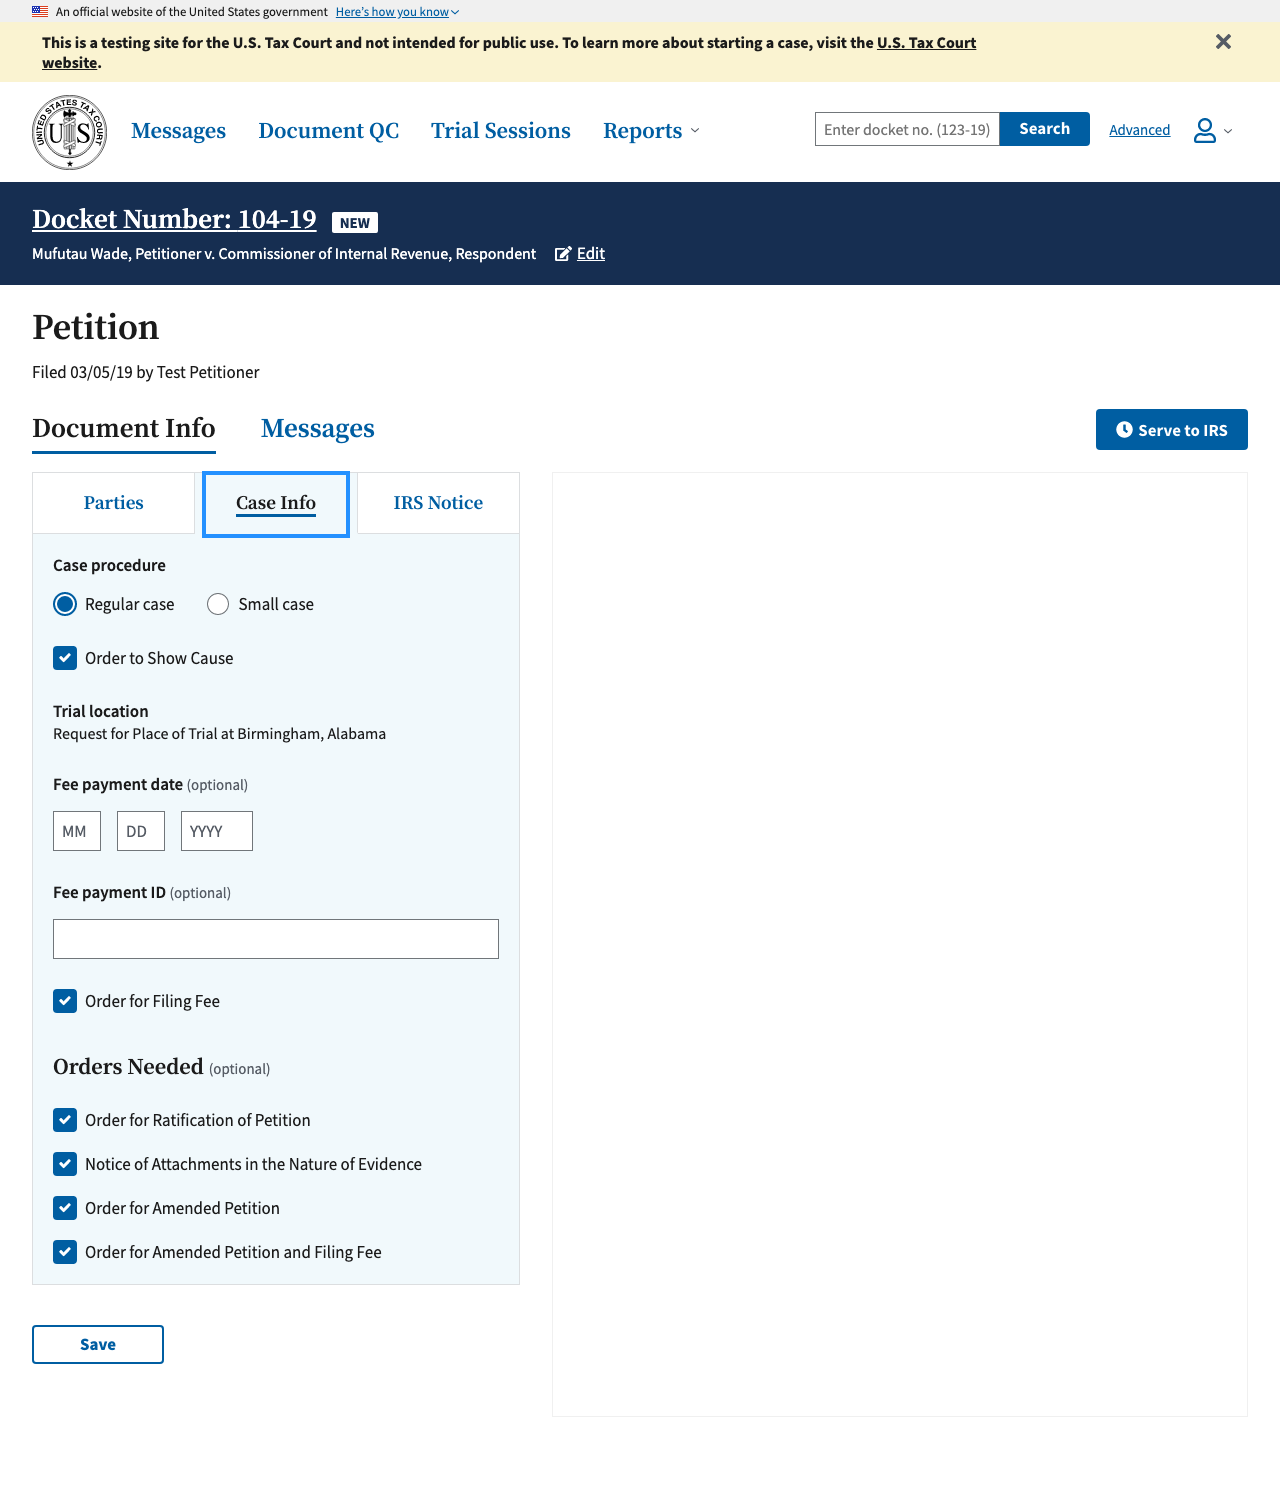 An official website of the United States government Here's how you know
This is a testing site for the U.S. Tax Court and not intended for public use. To learn more about starting a case, visit the U.S. Tax Court
website.
UNITED STATES TAX COURT
US
Messages Document QC Trial Sessions Reports Enter docket no. (123-19) Search Advanced
Docket Number: 104-19 NEW
Mufutau Wade, Petitioner v. Commissioner of Internal Revenue, Respondent Edit
Petition
Filed 03/05/19 by Test Petitioner
Document Info Messages Serve to IRS
Parties Case Info IRS Notice
Case procedure
Regular case Small case
Order to Show Cause
Trial location
Request for Place of Trial at Birmingham, Alabama
Fee payment date (optional)
MM DD YYYY
Fee payment ID (optional)
Order for Filing Fee
Orders Needed (optional)
Order for Ratification of Petition
Notice of Attachments in the Nature of Evidence
Order for Amended Petition
Order for Amended Petition and Filing Fee
Save